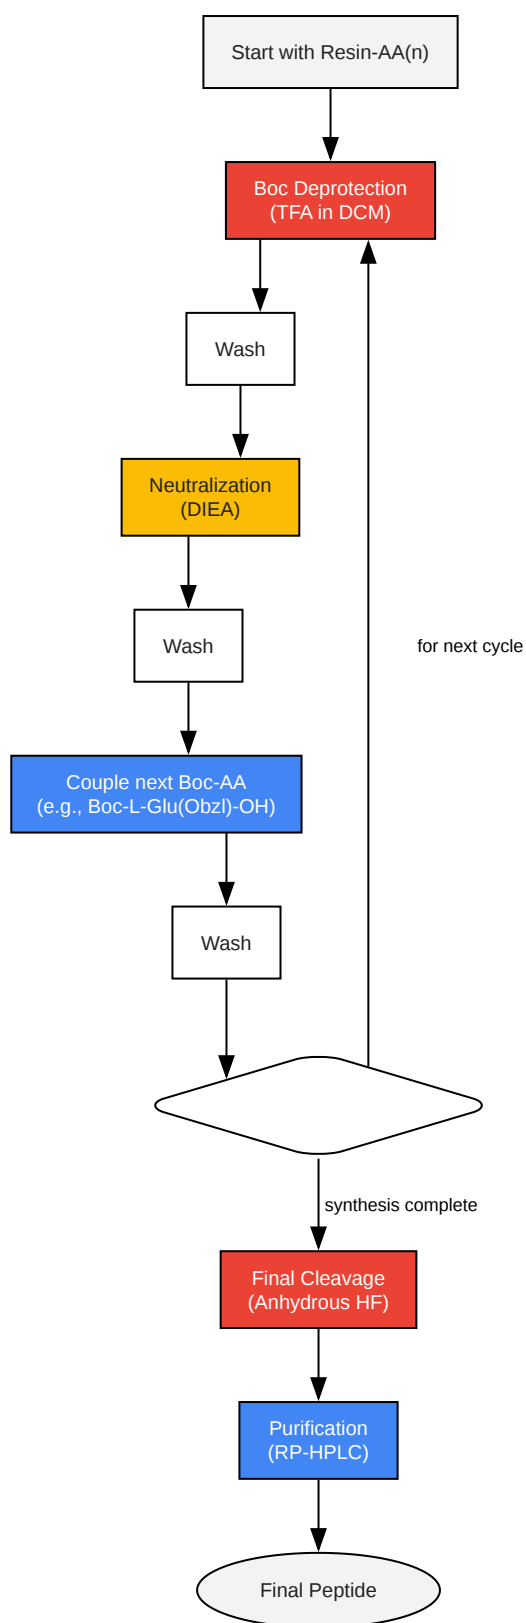 Start with Resin-AA(n)
Boc Deprotection
(TFA in DCM)
Wash
Neutralization
(DIEA)
Wash
for next cycle
Couple next Boc-AA
(e.g., Boc-L-Glu(Obzl)-OH)
Wash
synthesis complete
Final Cleavage
(Anhydrous HF)
Purification
(RP-HPLC)
Final Peptide